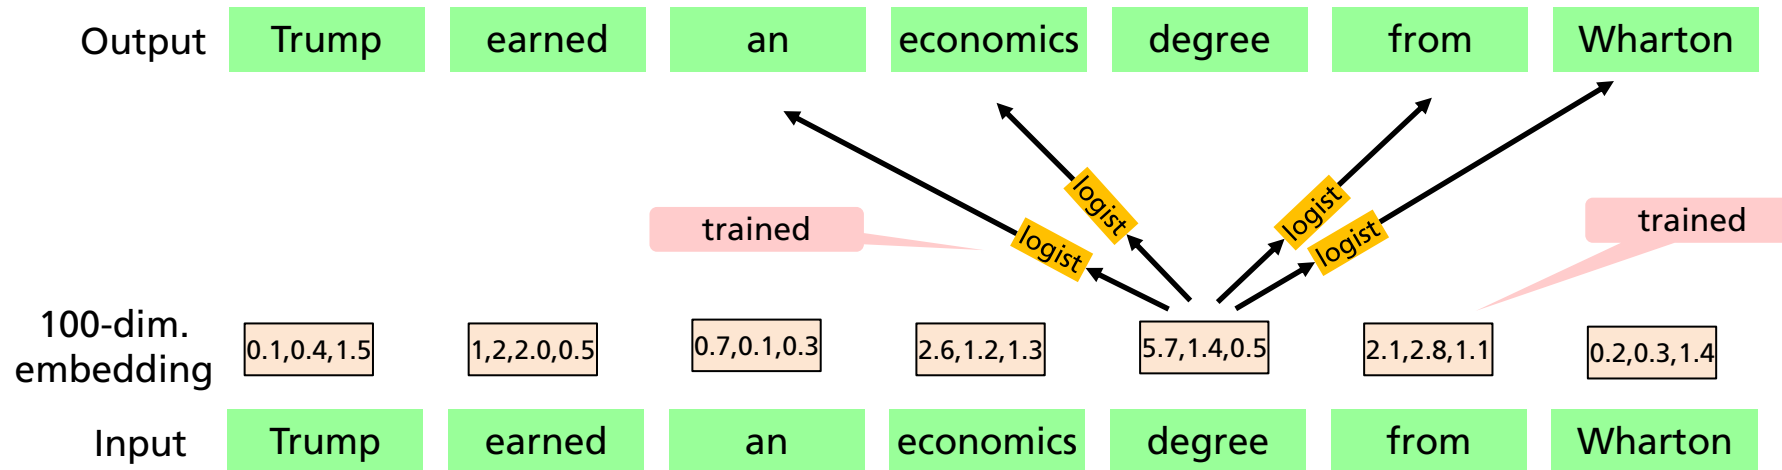 Output Trump earned an economics degree from Wharton
logist logist
trained logist logist trained
100-dim.
embedding
0.1,0.4,1.5 1,2,2.0,0.5 0.7,0.1,0.3 2.6,1.2,1.3 5.7,1.4,0.5 2.1,2.8,1.1 0.2,0.3,1.4
Input Trump earned an economics degree from Wharton